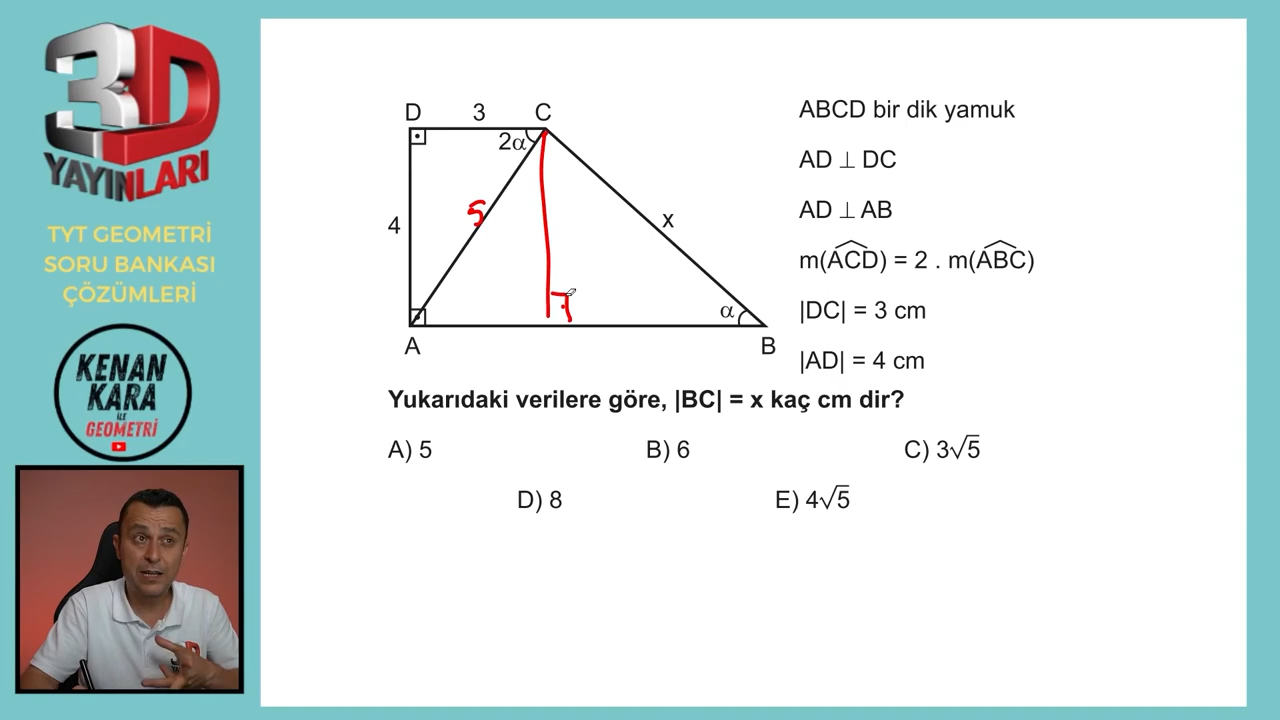 3D
YAYINLARI
TYT GEOMETRİ
SORU BANKASI
ÇÖZÜMLERİ
KENAN
KARA
İLE
GEOMETRİ
D 3 C
2α
4
5
x
α
A B
ABCD bir dik yamuk
AD ⊥ DC
AD ⊥ AB
m(ACD) = 2 . m(ABC)
|DC| = 3 cm
|AD| = 4 cm
Yukarıdaki verilere göre, |BC| = x kaç cm dir?
A) 5 B) 6 C) 3√5
D) 8 E) 4√5